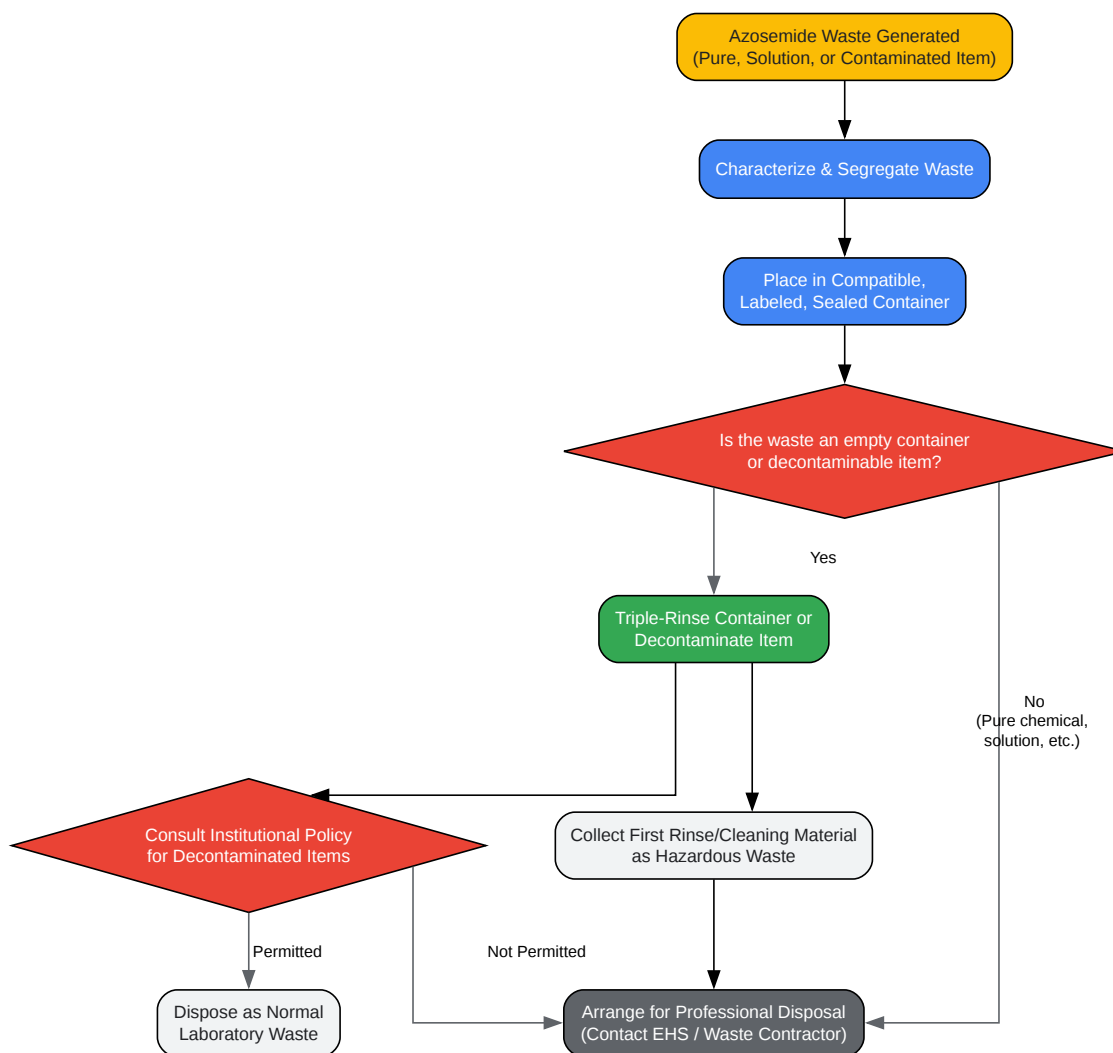 Azosemide Waste Generated
(Pure, Solution, or Contaminated Item)
Characterize & Segregate Waste
Place in Compatible,
Labeled, Sealed Container
Is the waste an empty container
or decontaminable item?
Yes
Triple-Rinse Container or
Decontaminate Item
No
(Pure chemical,
solution, etc.)
Consult Institutional Policy
for Decontaminated Items
Collect First Rinse/Cleaning Material
as Hazardous Waste
Permitted
Not Permitted
Dispose as Normal
Laboratory Waste
Arrange for Professional Disposal
(Contact EHS / Waste Contractor)